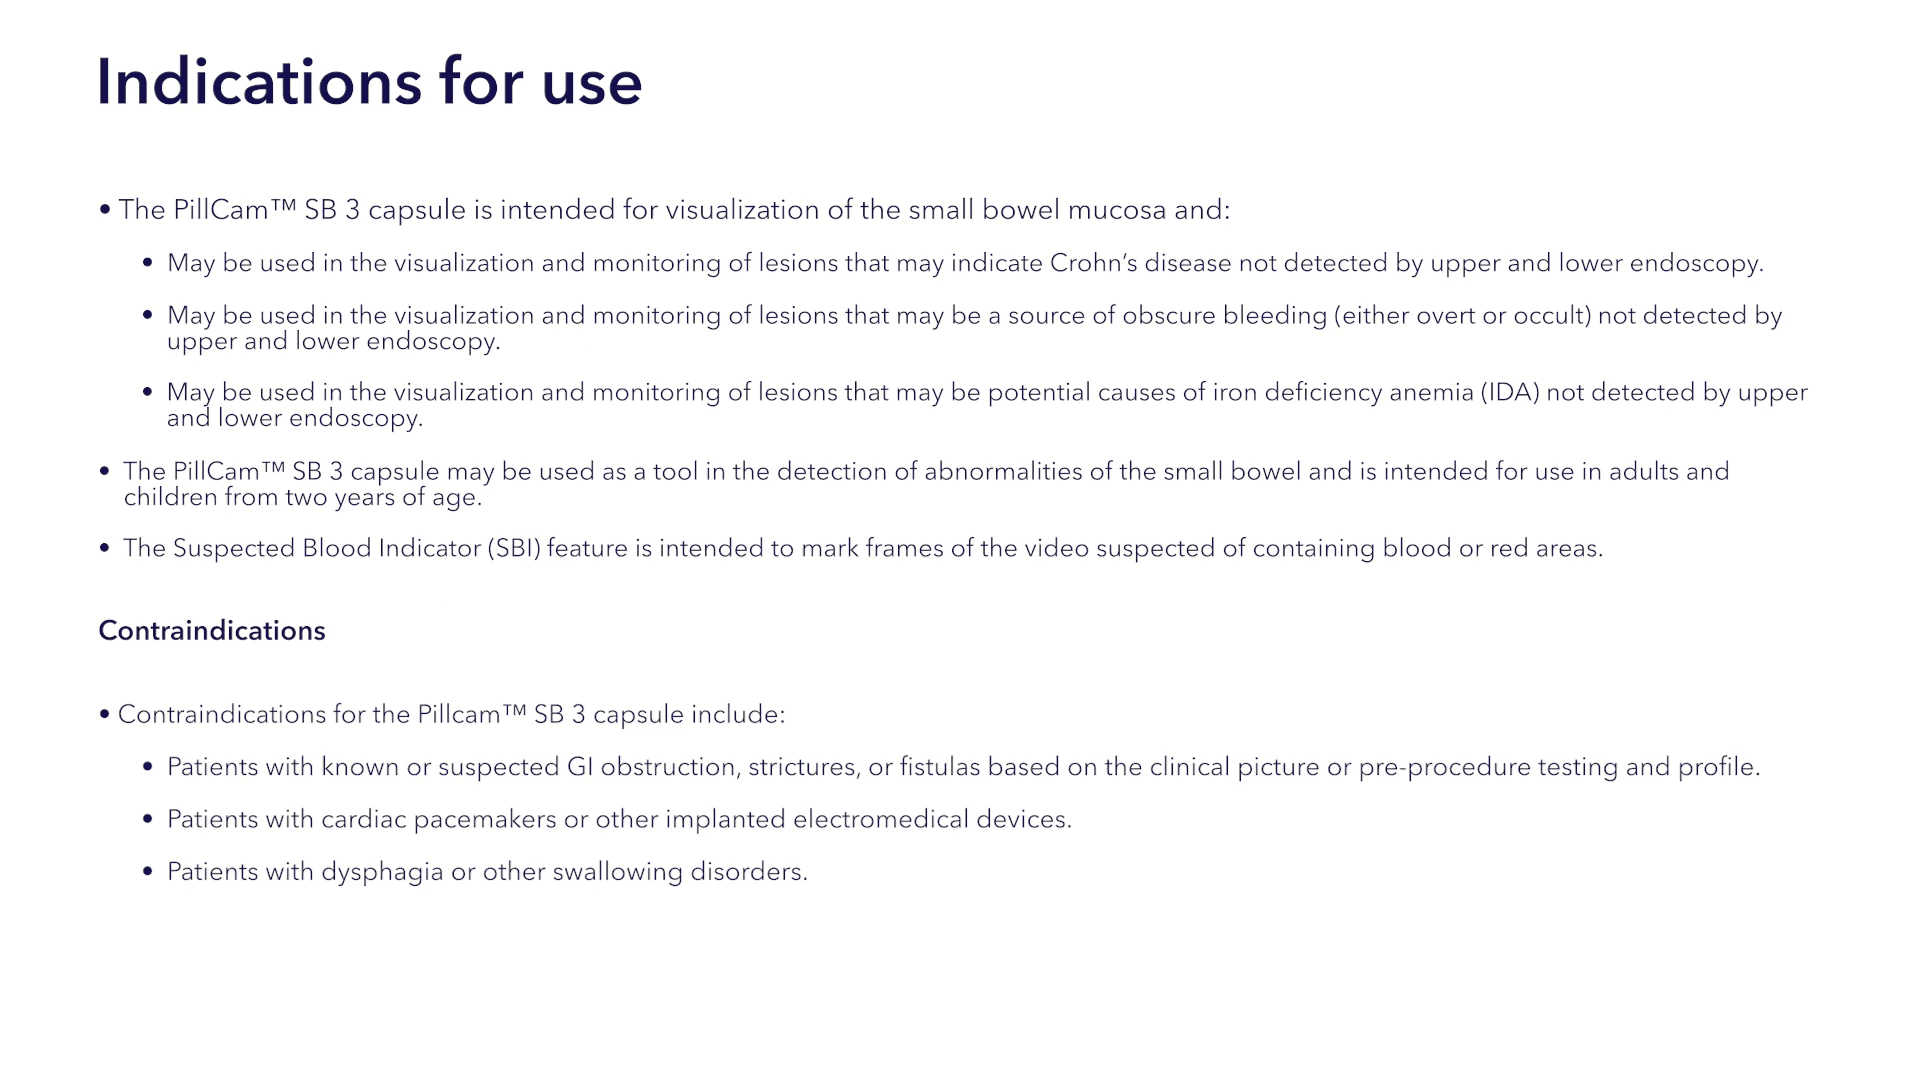 Indications for use
• The PillCam™ SB 3 capsule is intended for visualization of the small bowel mucosa and:
• May be used in the visualization and monitoring of lesions that may indicate Crohn’s disease not detected by upper and lower endoscopy.
• May be used in the visualization and monitoring of lesions that may be a source of obscure bleeding (either overt or occult) not detected by
upper and lower endoscopy.
• May be used in the visualization and monitoring of lesions that may be potential causes of iron deficiency anemia (IDA) not detected by upper
and lower endoscopy.
• The PillCam™ SB 3 capsule may be used as a tool in the detection of abnormalities of the small bowel and is intended for use in adults and
children from two years of age.
• The Suspected Blood Indicator (SBI) feature is intended to mark frames of the video suspected of containing blood or red areas.
Contraindications
• Contraindications for the Pillcam™ SB 3 capsule include:
• Patients with known or suspected GI obstruction, strictures, or fistulas based on the clinical picture or pre-procedure testing and profile.
• Patients with cardiac pacemakers or other implanted electromedical devices.
• Patients with dysphagia or other swallowing disorders.